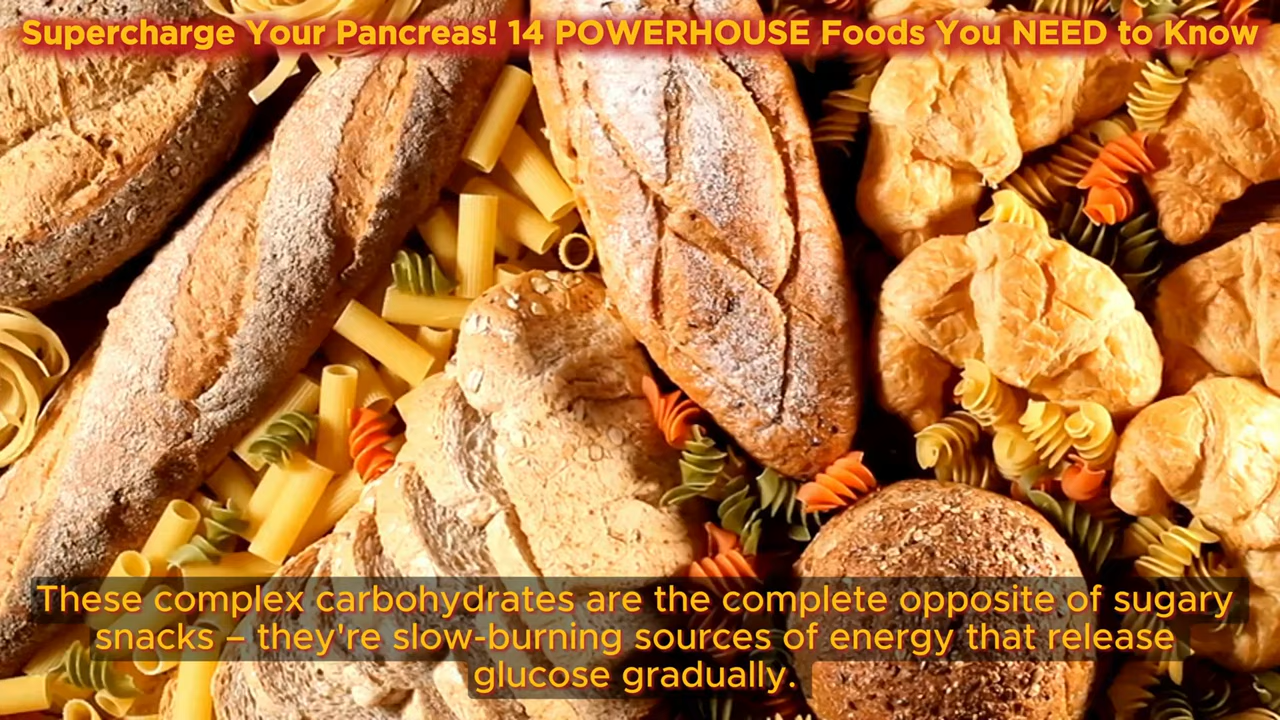 Supercharge Your Pancreas! 14 POWERHOUSE Foods You NEED to Know
These complex carbohydrates are the complete opposite of sugary
snacks – they're slow-burning sources of energy that release
glucose gradually.